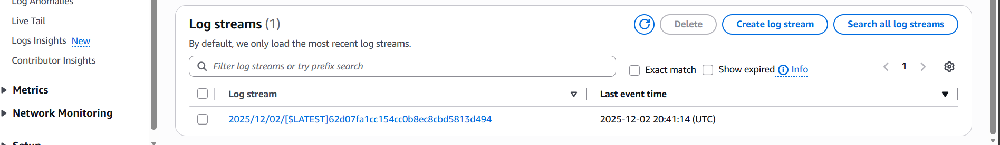 Log Anomalies
Live Tail
Logs Insights New
Contributor Insights
Metrics
Network Monitoring
Setup
Log streams (1)
Delete
Create log stream
Search all log streams
By default, we only load the most recent log streams.
Filter log streams or try prefix search
Exact match
Show expired
Info
1
Log stream
Last event time
2025/12/02/[$LATEST]62d07fa1cc154cc0b8ec8cbd5813d494
2025-12-02 20:41:14 (UTC)